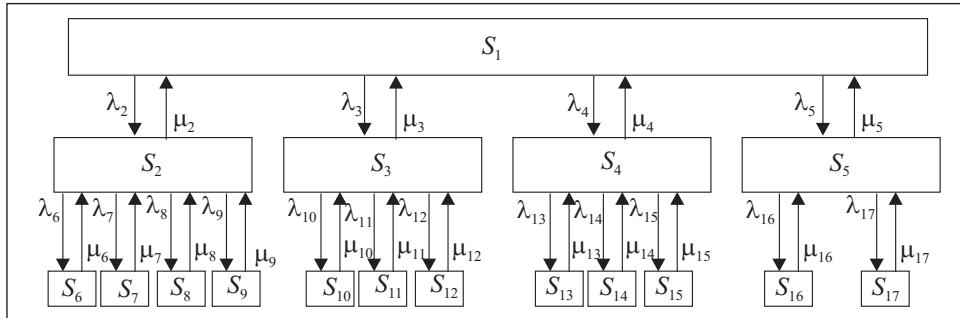 S₁
λ₂ μ₂ λ₃ μ₃ λ₄ μ₄ λ₅ μ₅
S₂ S₃ S₄ S₅
λ₆ λ₇ λ₈ λ₉ λ₁₀ λ₁₁ λ₁₂ λ₁₃ λ₁₄ λ₁₅ λ₁₆ λ₁₇
μ₆ μ₇ μ₈ μ₉ μ₁₀ μ₁₁ μ₁₂ μ₁₃ μ₁₄ μ₁₅ μ₁₆ μ₁₇
S₆ S₇ S₈ S₉ S₁₀ S₁₁ S₁₂ S₁₃ S₁₄ S₁₅ S₁₆ S₁₇